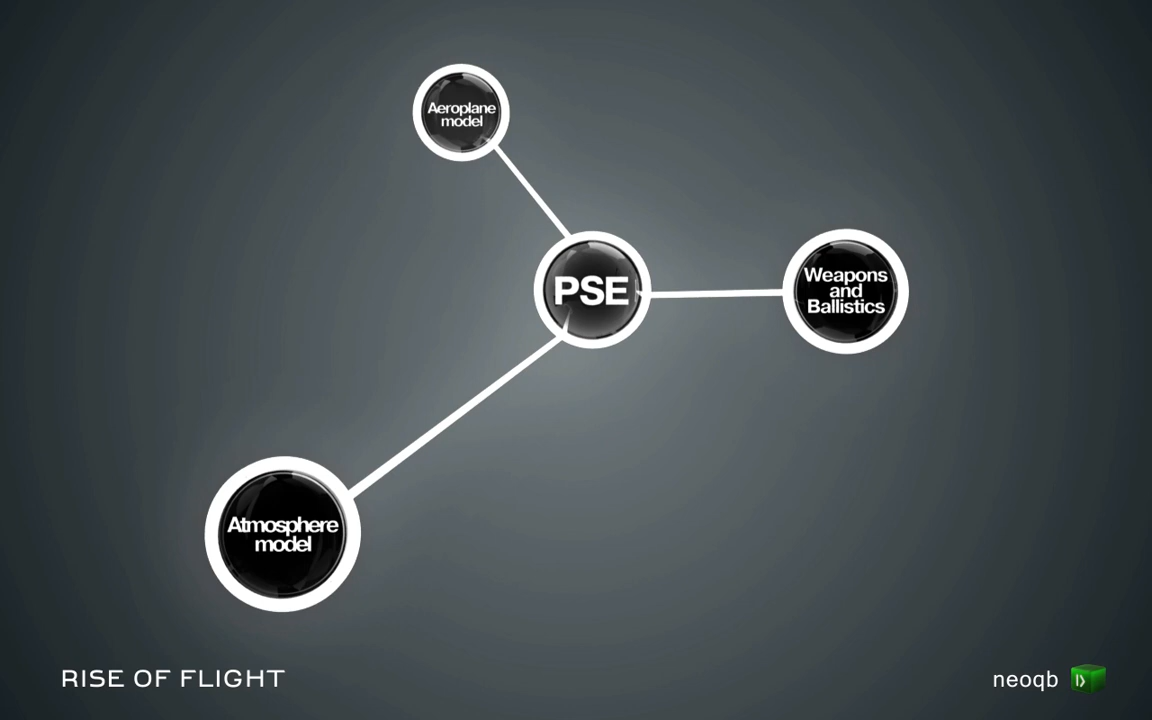 Aeroplane
model
PSE
Weapons
and
Ballistics
Atmosphere
model
RISE OF FLIGHT
neoqb